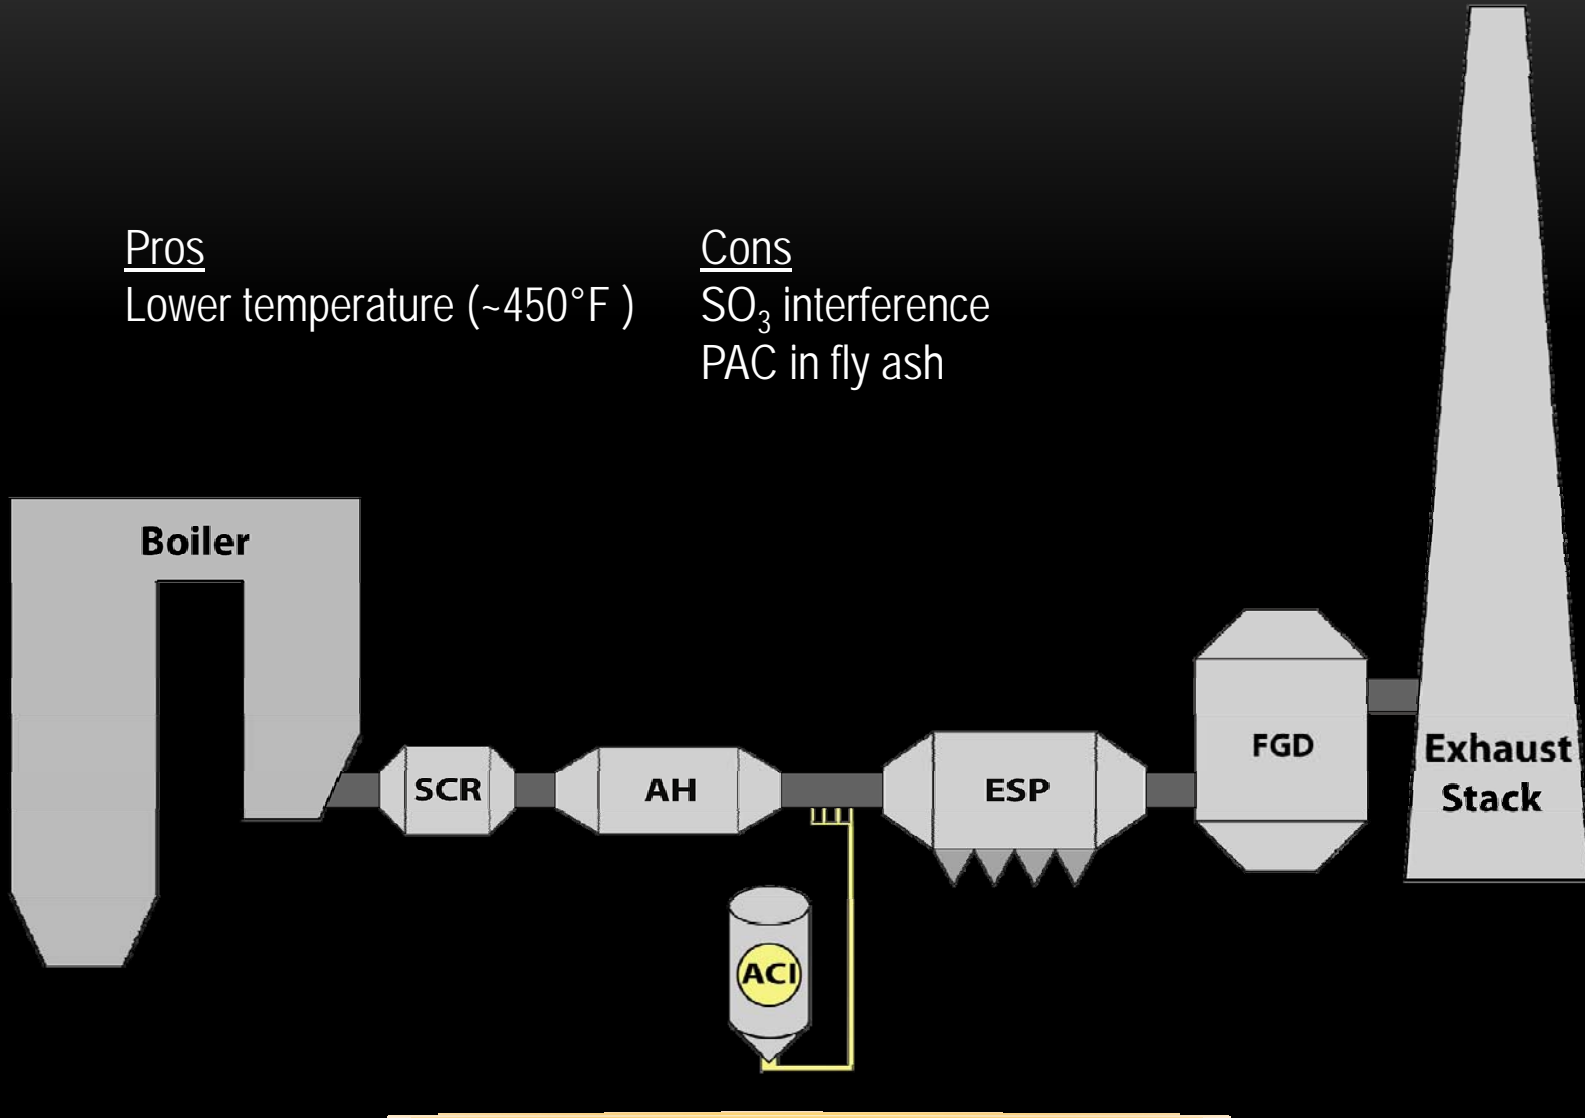 Pros
Lower temperature (~450°F )
Cons
SO₃ interference
PAC in fly ash
Boiler
SCR
AH
ESP
FGD
Exhaust
Stack
ACI